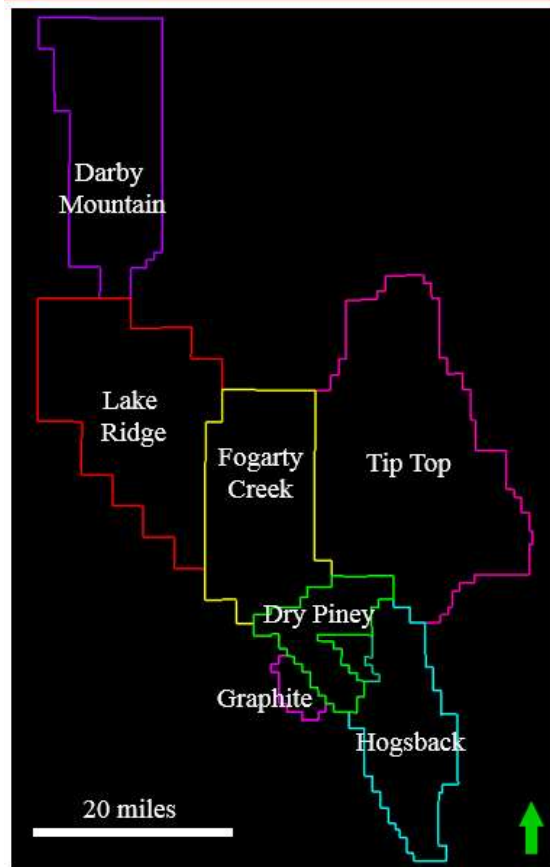 Darby
Mountain
Lake
Ridge
Fogarty
Creek
Tip Top
Dry Piney
Graphite
Hogsback
20 miles